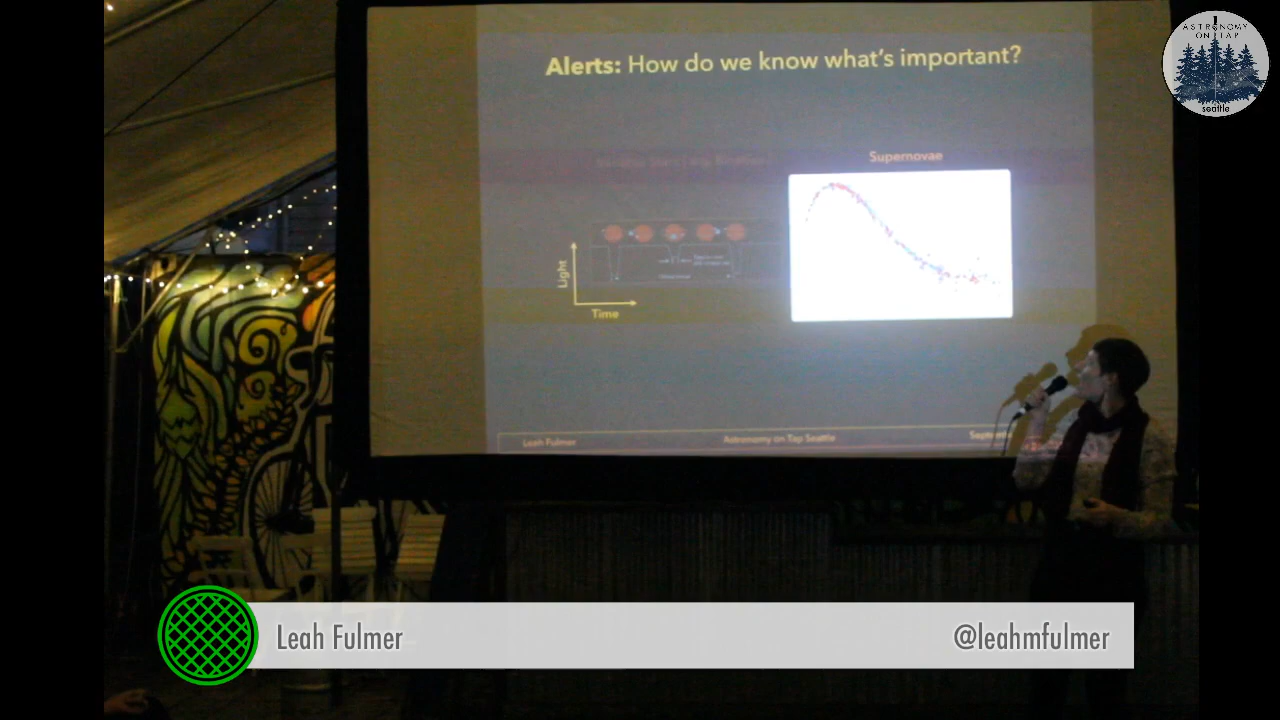 ASTRONOMY
ON TAP
seattle
Alerts: How do we know what's important?
Supernovae
Light
Time
Leah Fulmer
Astronomy on Tap Seattle
Leah Fulmer
@leahmfulmer